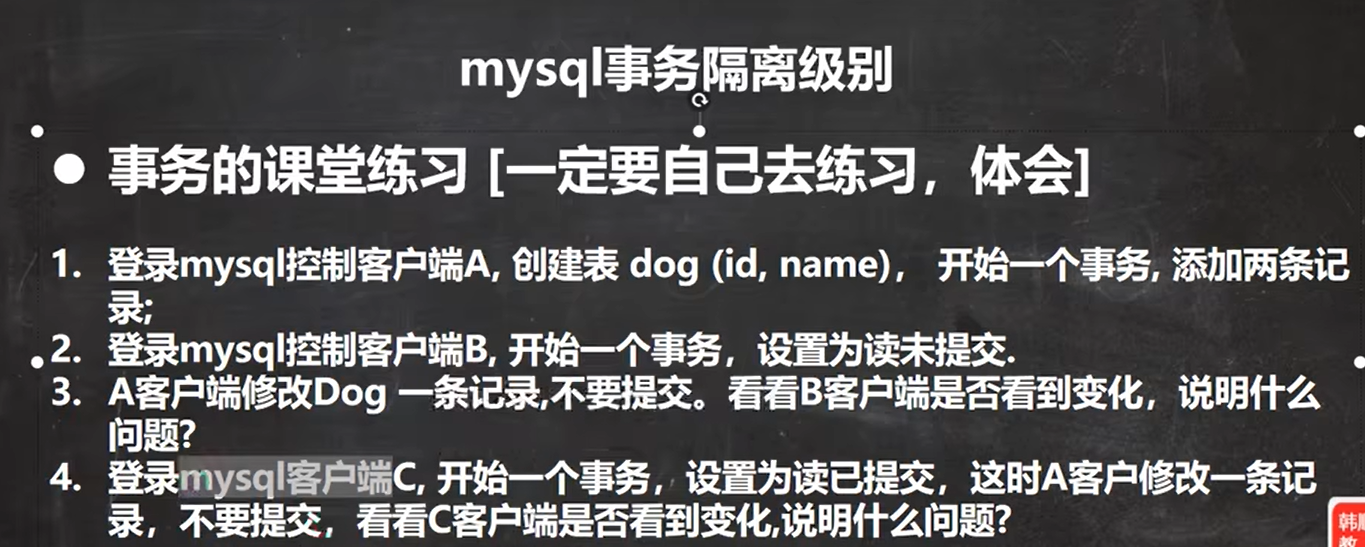 mysql事务隔离级别
● 事务的课堂练习 [一定要自己去练习，体会]
1. 登录mysql控制客户端A, 创建表 dog (id, name)， 开始一个事务, 添加两条记
录;
2. 登录mysql控制客户端B, 开始一个事务，设置为读未提交.
3. A客户端修改Dog 一条记录,不要提交。看看B客户端是否看到变化，说明什么
问题?
4. 登录mysql客户端C, 开始一个事务，设置为读已提交，这时A客户修改一条记
录，不要提交，看看C客户端是否看到变化,说明什么问题?